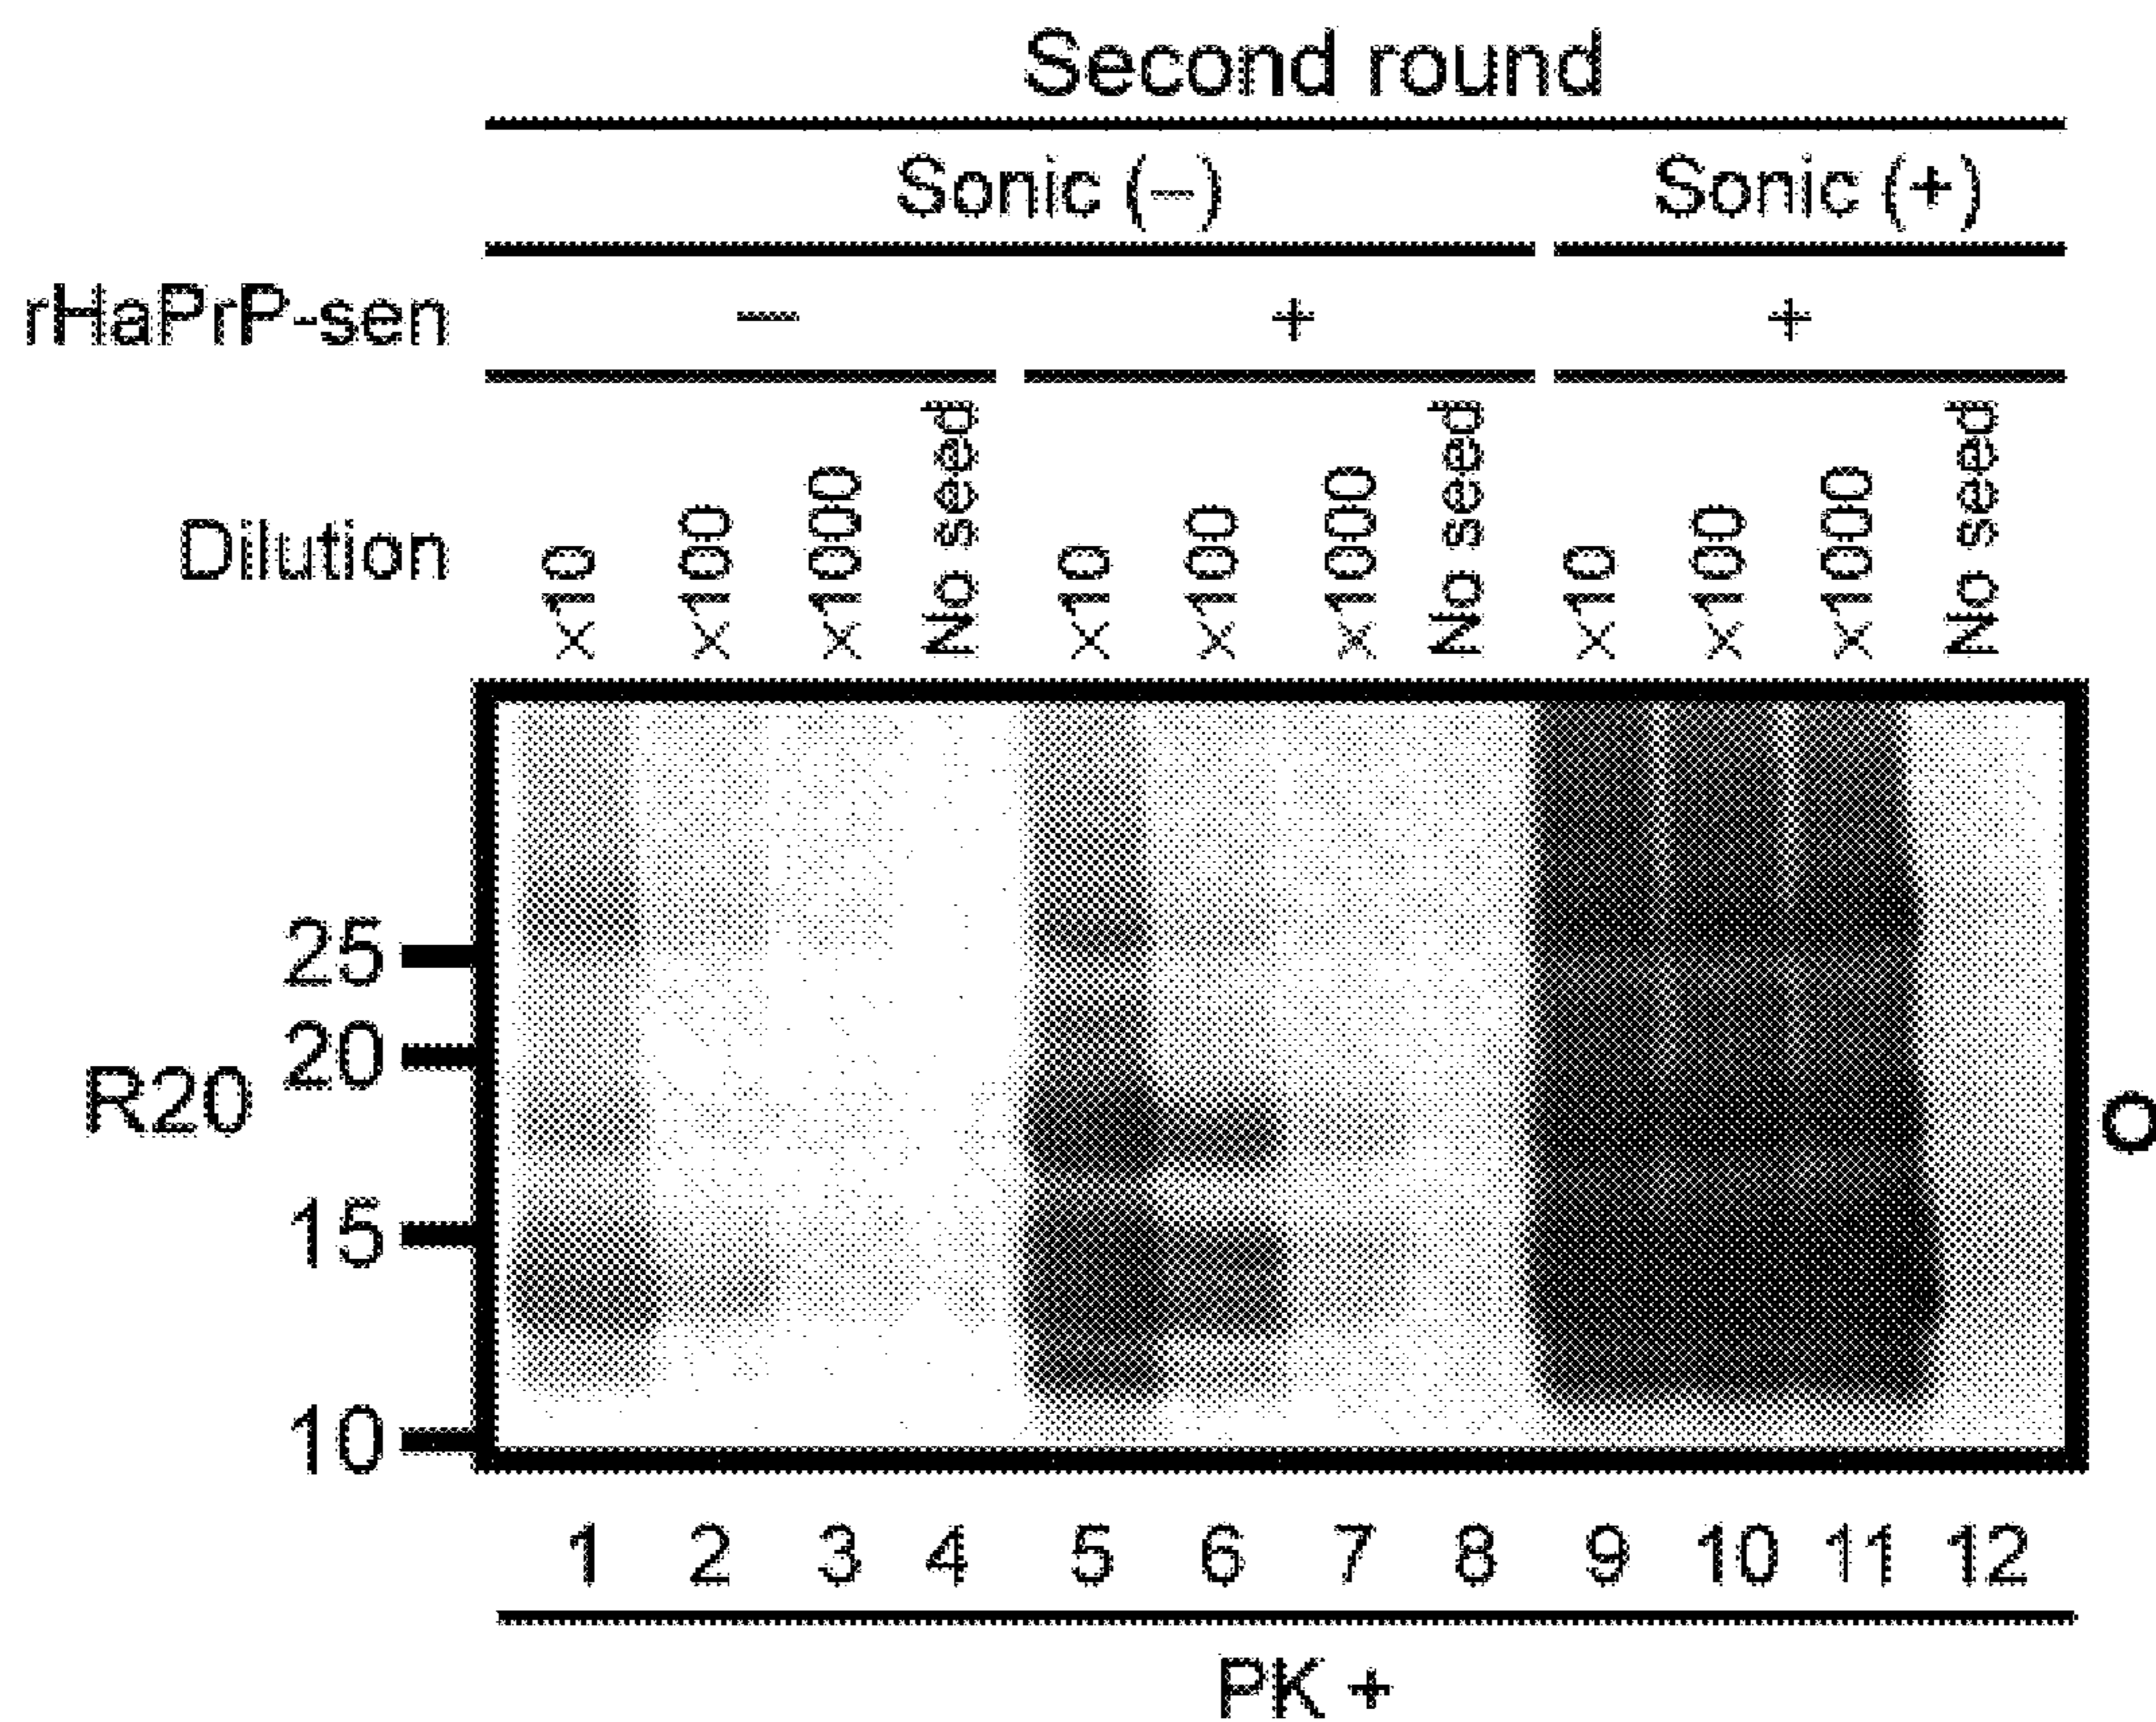 Second round
Sonic (−) Sonic (+)
rHaPrP-sen − + +
Dilution ×10 ×100 ×1000 No seed ×10 ×100 ×1000 No seed ×10 ×100 ×1000 No seed
25
20
R20
15
10
1 2 3 4 5 6 7 8 9 10 11 12
PK +